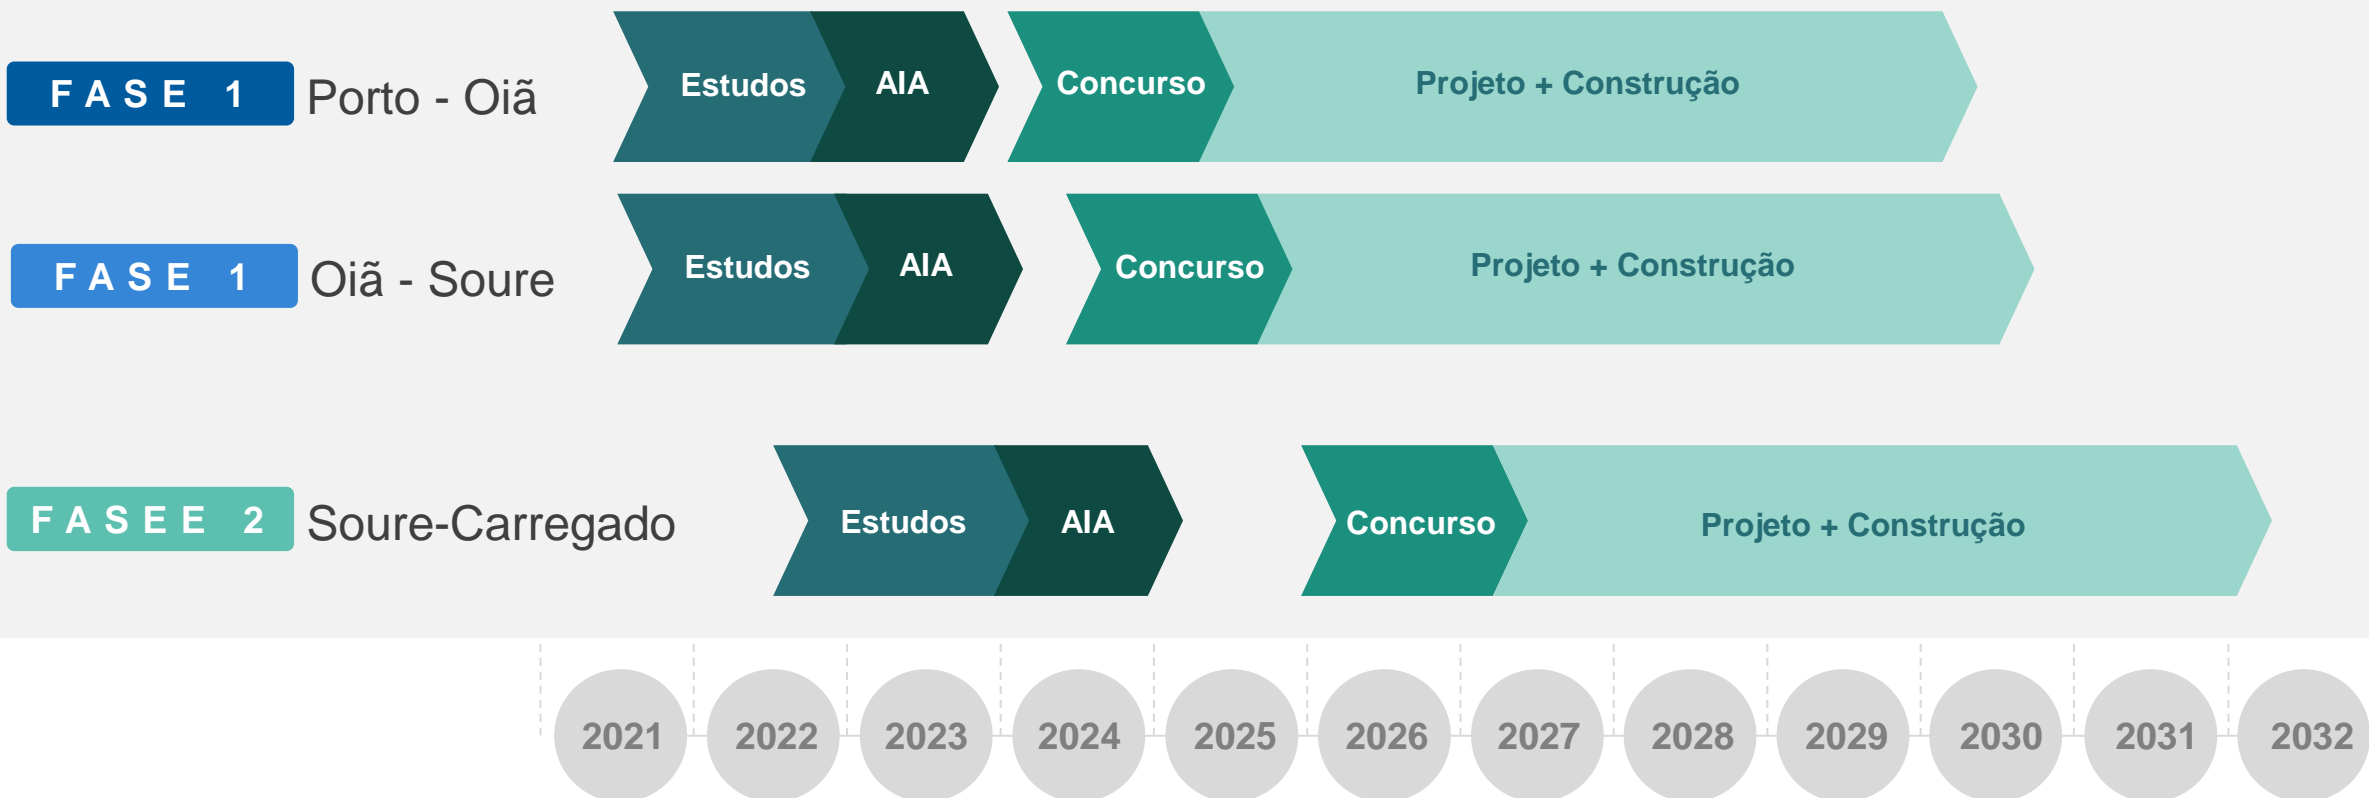 FASE 1 Porto - Oiã Estudos AIA Concurso Projeto + Construção
FASE 1 Oiã - Soure Estudos AIA Concurso Projeto + Construção
FASEE 2 Soure-Carregado Estudos AIA Concurso Projeto + Construção
2021 2022 2023 2024 2025 2026 2027 2028 2029 2030 2031 2032